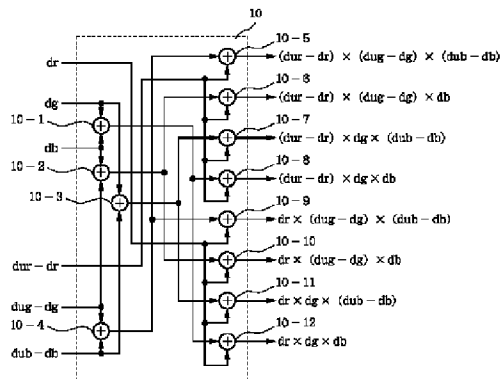 10
10-5
dr
(dur-dr) × (dug-dg) × (dub-db)
10-6
dg
(dur-dr) × (dug-dg) × db
10-1
10-7
db
(dur-dr) × dg × (dub-db)
10-2
10-8
10-3
(dur-dr) × dg × db
10-9
dr × (dug-dg) × (dub-db)
10-10
dur-dr
dr × (dug-dg) × db
10-11
dug-dg
dr × dg × (dub-db)
10-4
10-12
dub-db
dr × dg × db